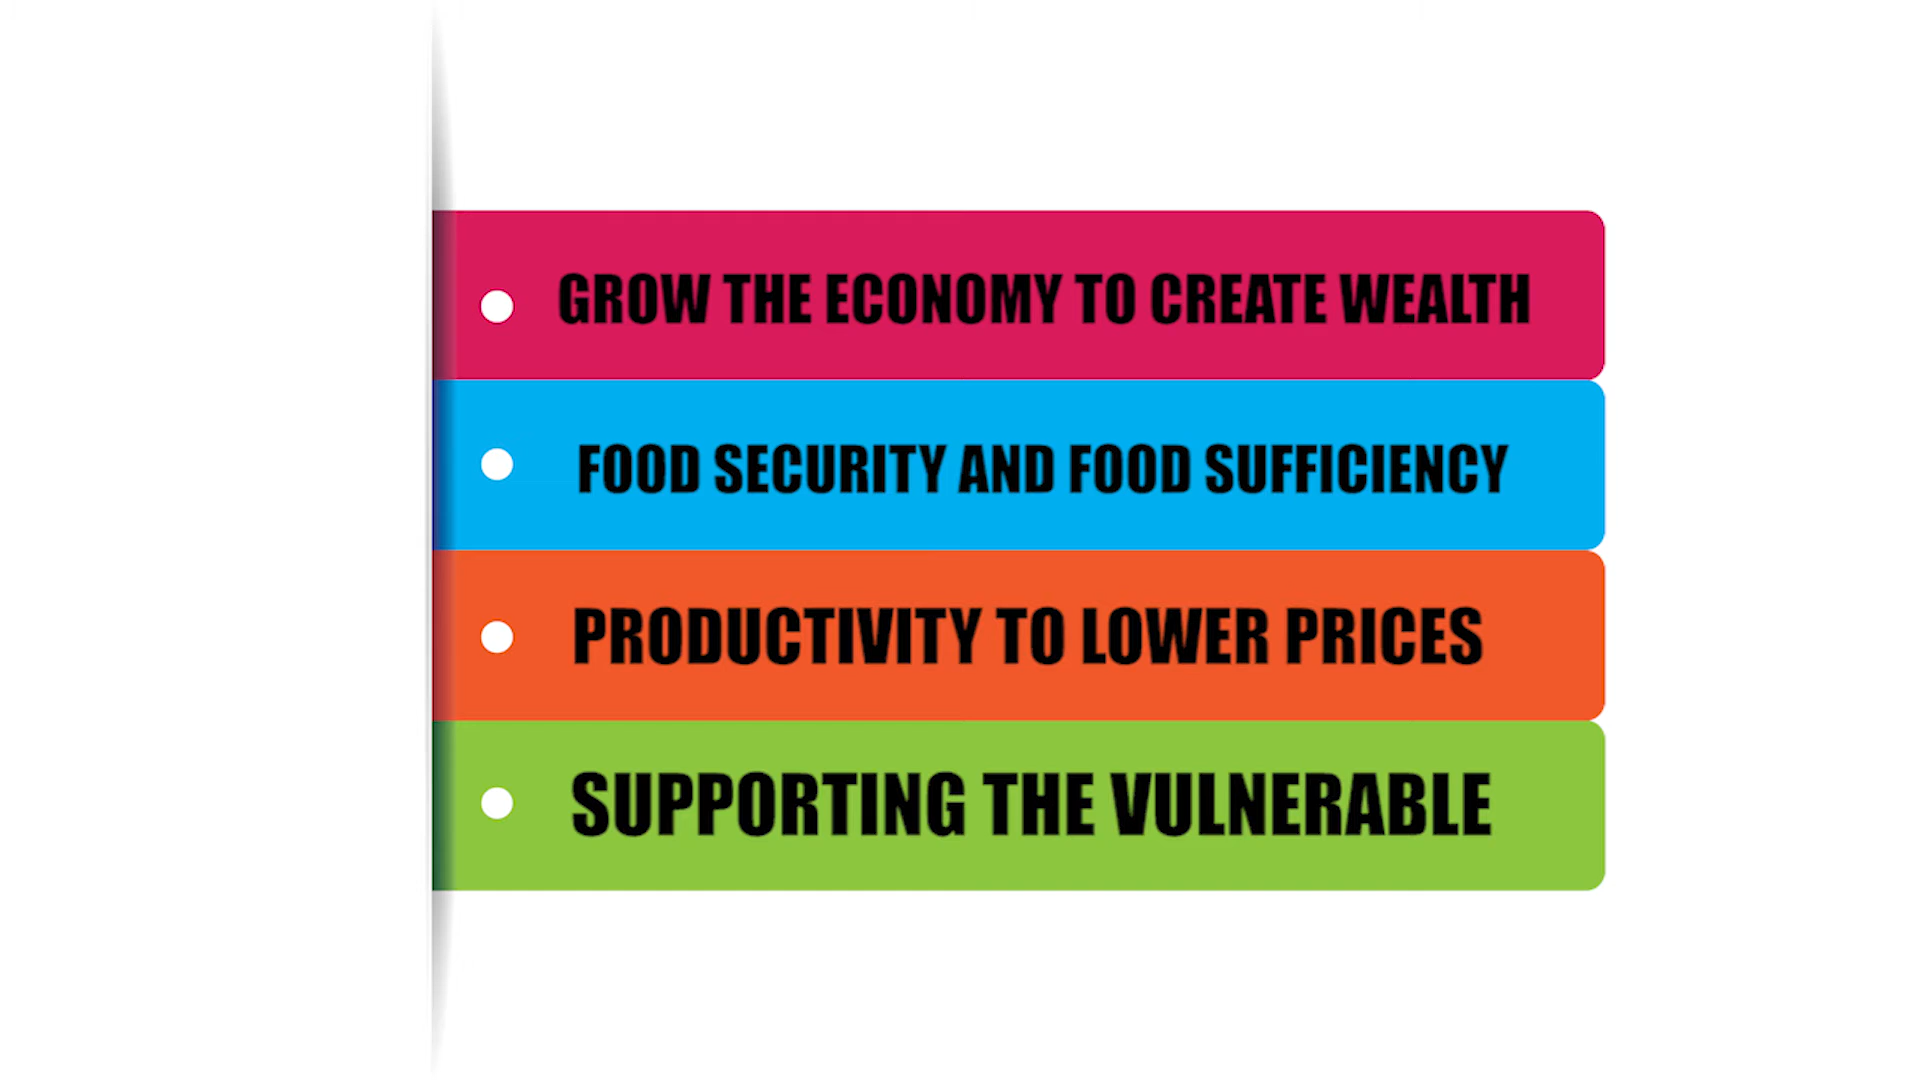 GROW THE ECONOMY TO CREATE WEALTH
FOOD SECURITY AND FOOD SUFFICIENCY
PRODUCTIVITY TO LOWER PRICES
SUPPORTING THE VULNERABLE